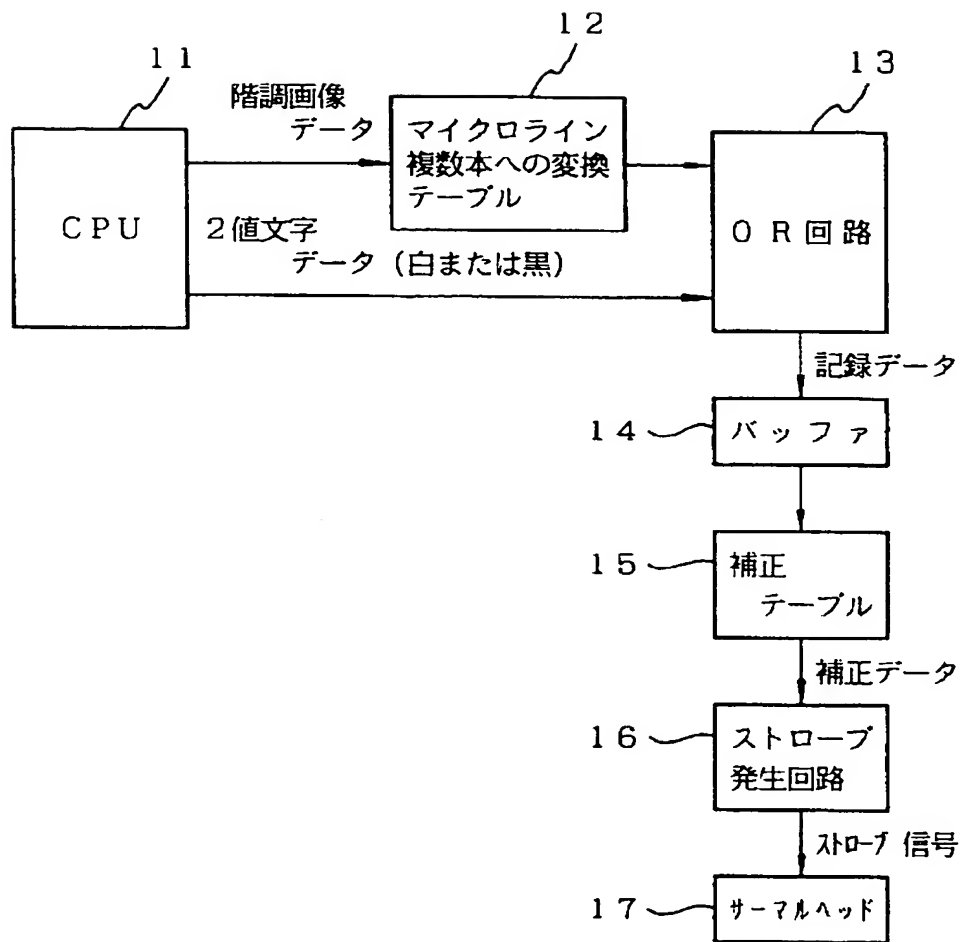 11
12
13
階調画像
データ
マイクロライン
複数本への変換
テーブル
CPU
2値文字
データ(白または黒)
OR回路
記録データ
14
バッファ
15
補正
テーブル
補正データ
16
ストローブ
発生回路
ストローブ 信号
17
サーマルヘッド